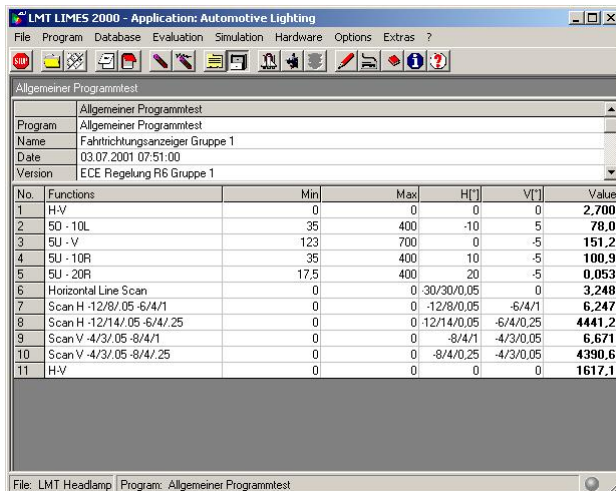 LMT LIMES 2000 - Application: Automotive Lighting
File Program Database Evaluation Simulation Hardware Options Extras ?
STOP
Allgemeiner Programmtest
Allgemeiner Programmtest
Program Allgemeiner Programmtest
Name Fahrtrichtungsanzeiger Gruppe 1
Date 03.07.2001 07:51:00
Version ECE Regelung R6 Gruppe 1
No. Functions Min Max H[°] V[°] Value
1 H-V 0 0 0 0 2,700
2 5O - 10L 35 400 -10 5 78,0
3 5U - V 123 700 0 -5 151,2
4 5U - 10R 35 400 10 -5 100,9
5 5U - 20R 17,5 400 20 -5 0,053
6 Horizontal Line Scan 0 0 -30/30/0,05 0 3,248
7 Scan H -12/8/.05 -6/4/1 0 0 -12/8/0,05 -6/4/1 6,247
8 Scan H -12/14/.05 -6/4/.25 0 0 -12/14/0,05 -6/4/0,25 4441,2
9 Scan V -4/3/.05 -8/4/1 0 0 -8/4/1 -4/3/0,05 6,671
10 Scan V -4/3/.05 -8/4/.25 0 0 -8/4/0,25 -4/3/0,05 4390,6
11 H-V 0 0 0 0 1617,1
File: LMT Headlamp Program: Allgemeiner Programmtest